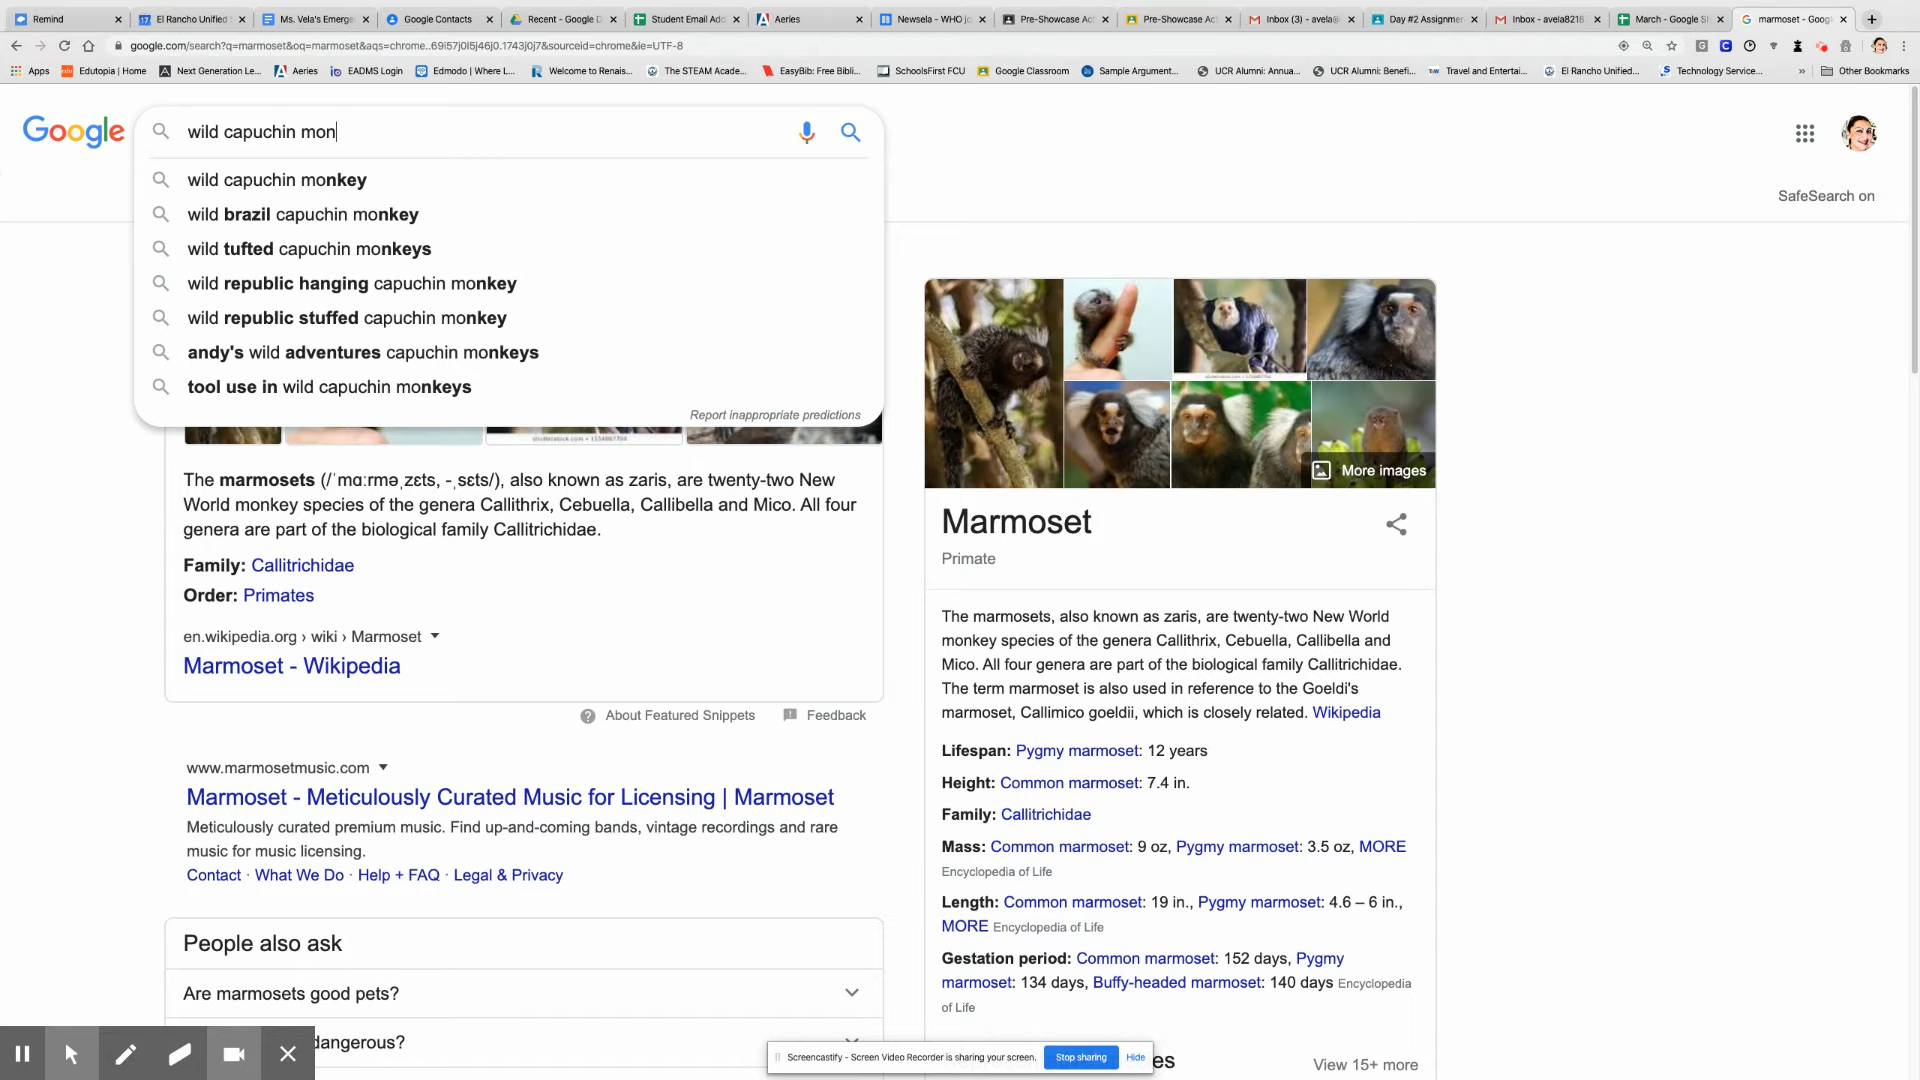 Remind
El Rancho Unified S
Ms. Vela's Emerge
Google Contacts
Recent - Google D
Student Email Add
Aeries
Newsela - WHO jo
Pre-Showcase Act
Pre-Showcase Act
Inbox (3) - avela@
Day #2 Assignmen
Inbox - avela8218
March - Google Sh
marmoset - Goog
google.com/search?q=marmoset&oq=marmoset&aqs=chrome..69i57j0l5j46j0.1743j0j7&sourceid=chrome&ie=UTF-8
Apps
Edutopia | Home
Next Generation Le...
Aeries
EADMS Login
Edmodo | Where L...
Welcome to Renais...
The STEAM Acade...
EasyBib: Free Bibli...
SchoolsFirst FCU
Google Classroom
Sample Argument...
UCR Alumni: Annua...
UCR Alumni: Benefi...
Travel and Entertai...
El Rancho Unified...
Technology Service...
»
Other Bookmarks
Google
wild capuchin mon
SafeSearch on
wild capuchin monkey
wild brazil capuchin monkey
wild tufted capuchin monkeys
wild republic hanging capuchin monkey
wild republic stuffed capuchin monkey
andy's wild adventures capuchin monkeys
tool use in wild capuchin monkeys
Report inappropriate predictions
The marmosets (/ˈmɑːrməˌzɛts, -ˌsɛts/), also known as zaris, are twenty-two New
World monkey species of the genera Callithrix, Cebuella, Callibella and Mico. All four
genera are part of the biological family Callitrichidae.
Family: Callitrichidae
Order: Primates
en.wikipedia.org › wiki › Marmoset
Marmoset - Wikipedia
About Featured Snippets
Feedback
www.marmosetmusic.com
Marmoset - Meticulously Curated Music for Licensing | Marmoset
Meticulously curated premium music. Find up-and-coming bands, vintage recordings and rare
music for music licensing.
Contact · What We Do · Help + FAQ · Legal & Privacy
People also ask
Are marmosets good pets?
dangerous?
More images
Marmoset
Primate
The marmosets, also known as zaris, are twenty-two New World
monkey species of the genera Callithrix, Cebuella, Callibella and
Mico. All four genera are part of the biological family Callitrichidae.
The term marmoset is also used in reference to the Goeldi's
marmoset, Callimico goeldii, which is closely related. Wikipedia
Lifespan: Pygmy marmoset: 12 years
Height: Common marmoset: 7.4 in.
Family: Callitrichidae
Mass: Common marmoset: 9 oz, Pygmy marmoset: 3.5 oz, MORE
Encyclopedia of Life
Length: Common marmoset: 19 in., Pygmy marmoset: 4.6 – 6 in.,
MORE Encyclopedia of Life
Gestation period: Common marmoset: 152 days, Pygmy
marmoset: 134 days, Buffy-headed marmoset: 140 days Encyclopedia
of Life
View 15+ more
Screencastify - Screen Video Recorder is sharing your screen.
Stop sharing
Hide